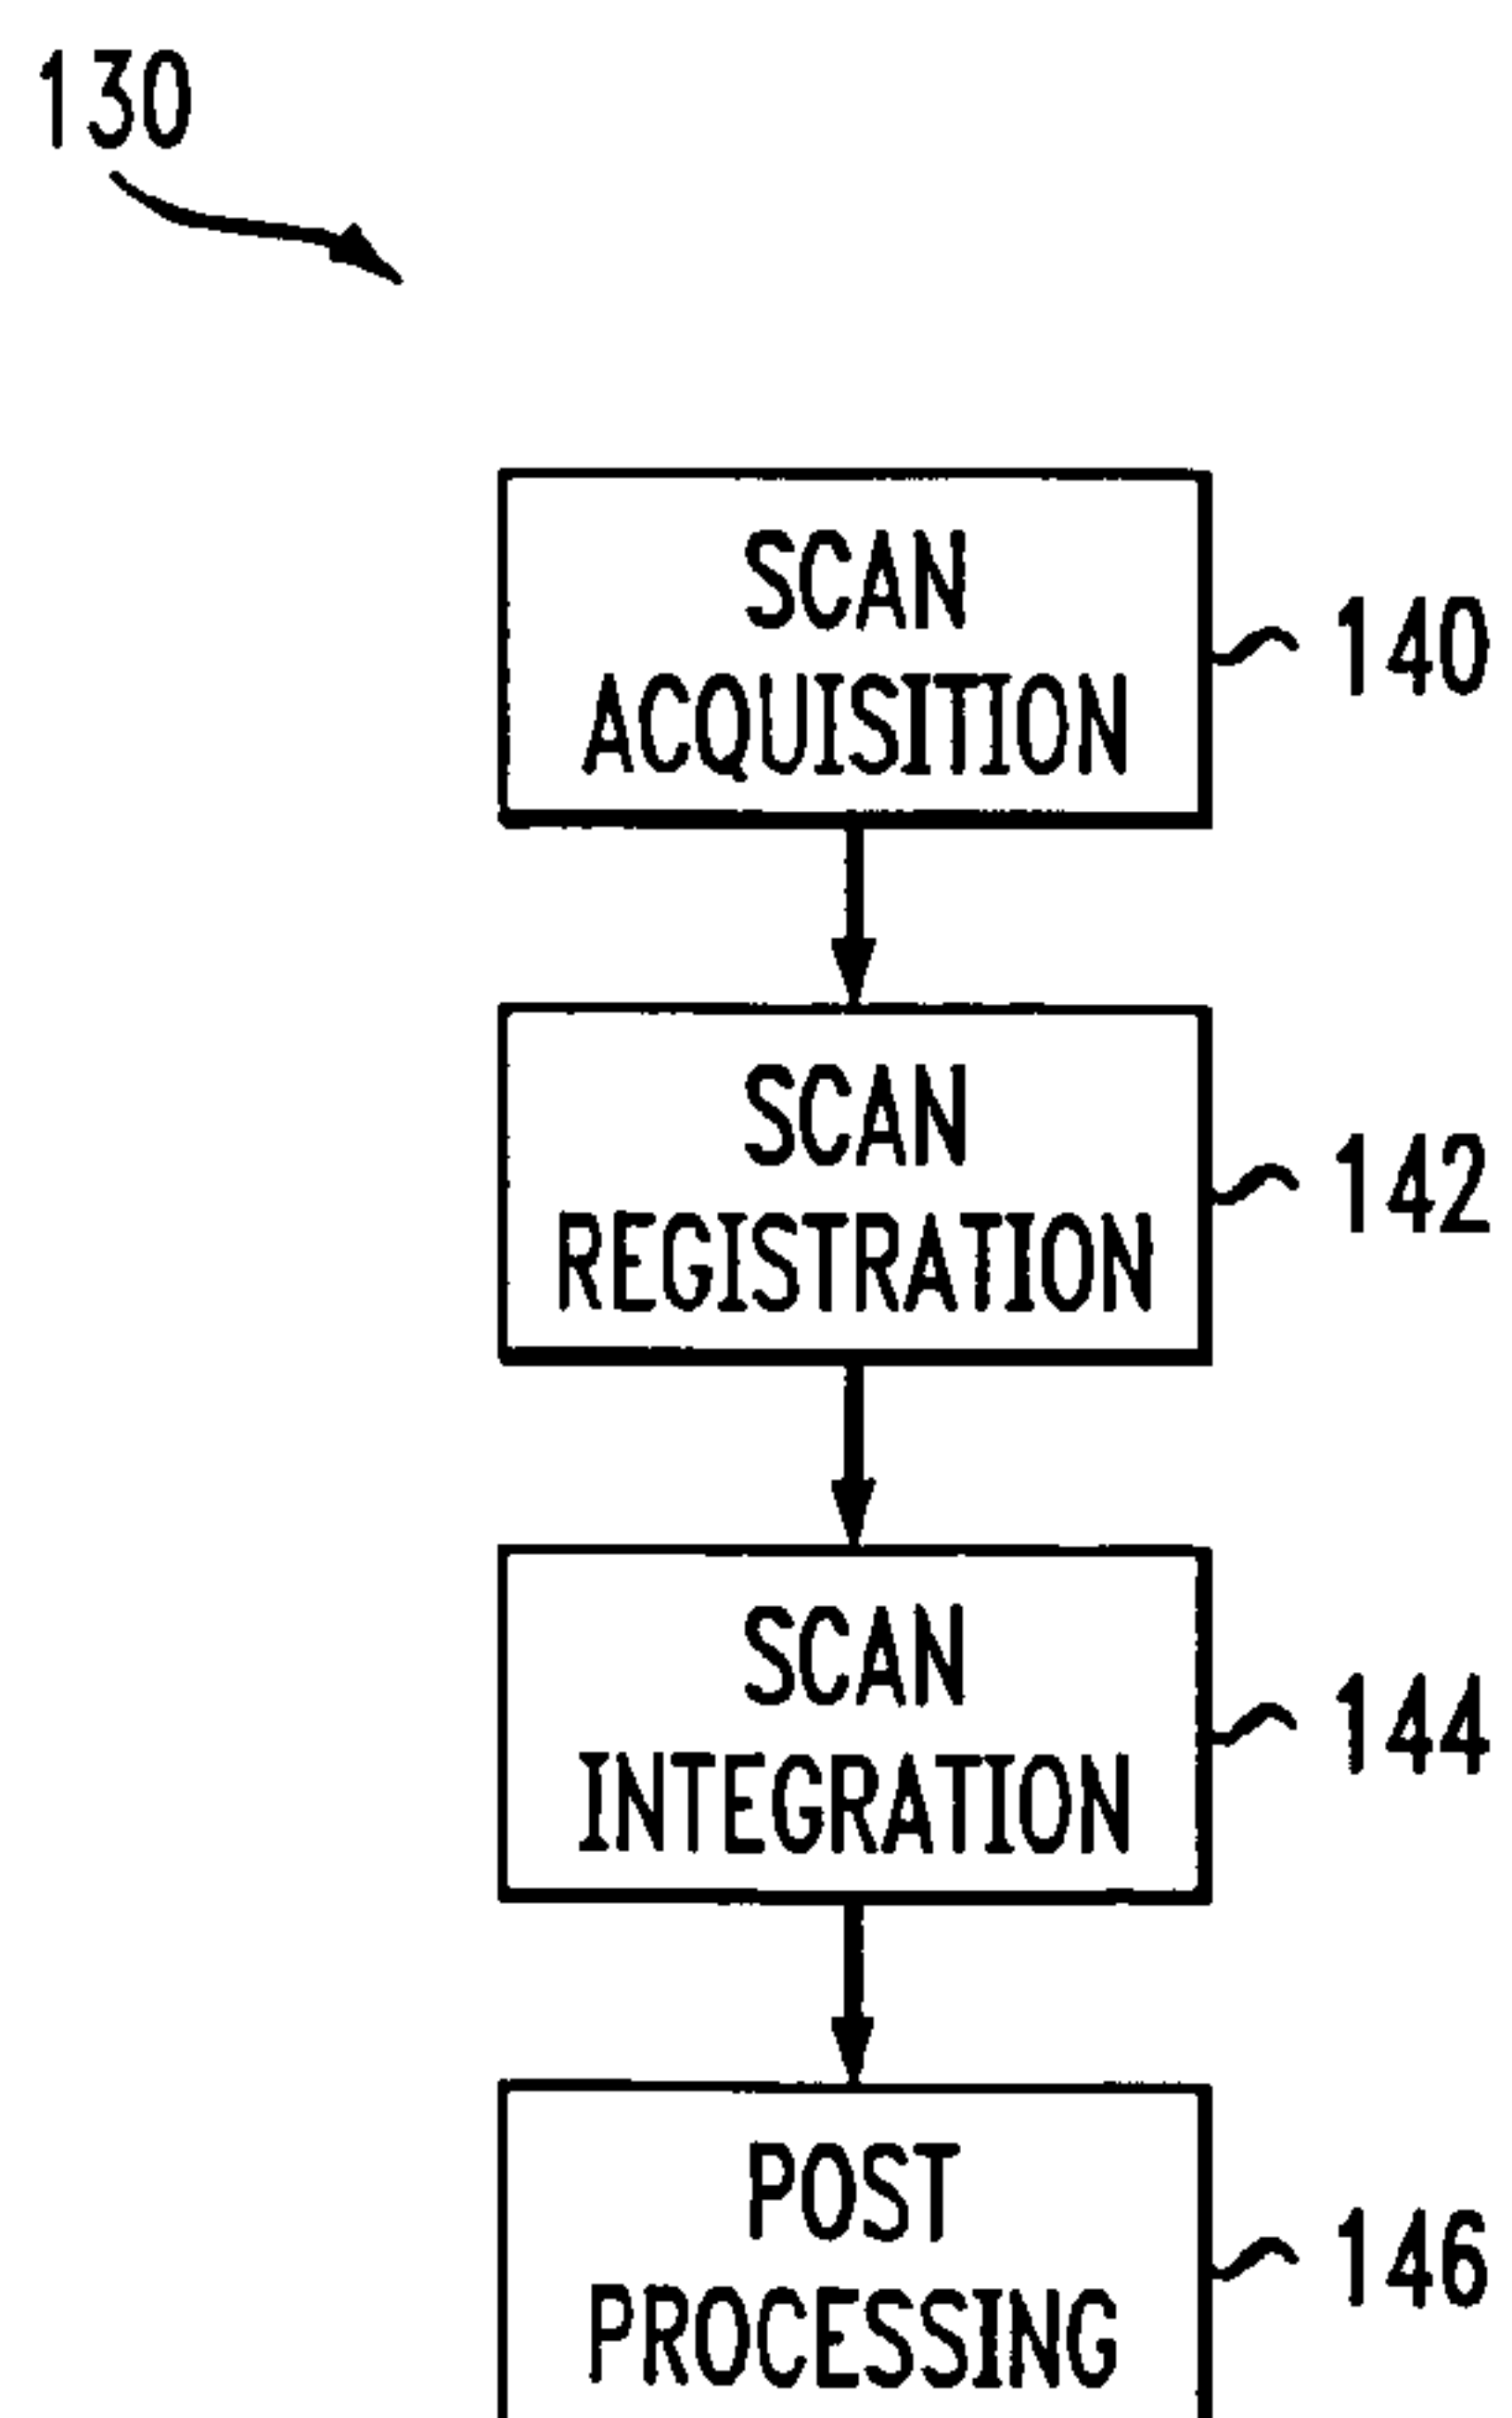 130
SCAN
ACQUISITION
140
SCAN
REGISTRATION
142
SCAN
INTEGRATION
144
POST
PROCESSING
146